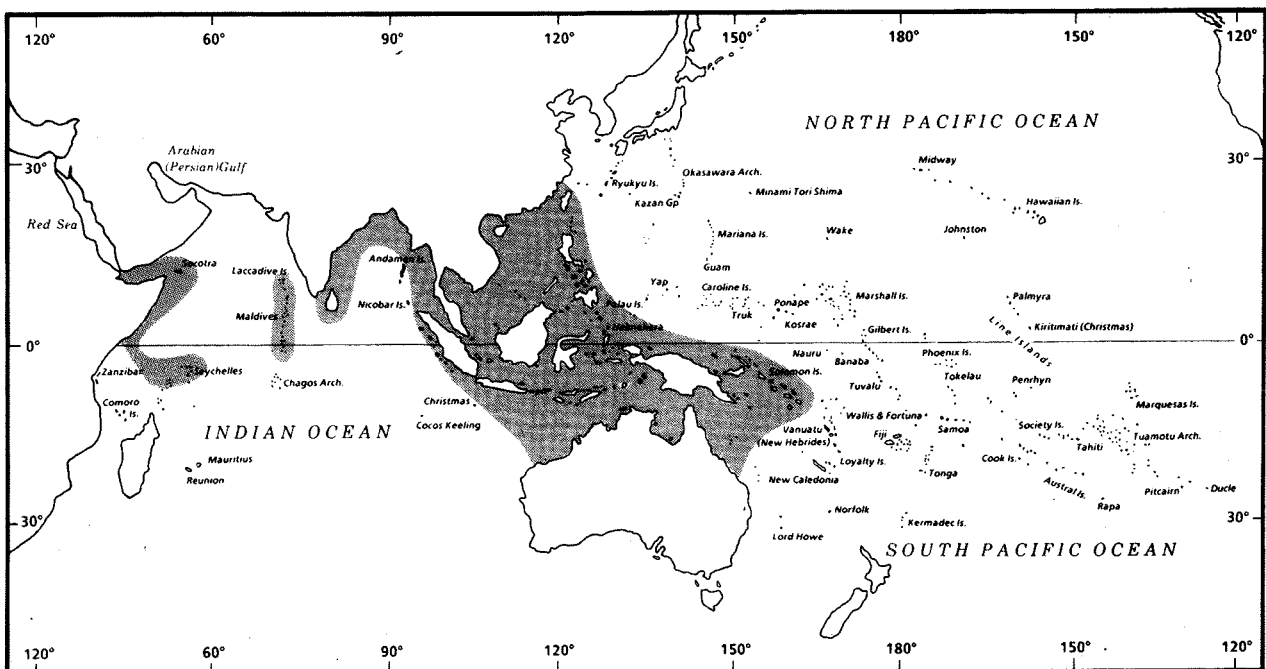 120° 60° 90° 120° 150° 180° 150° 120°
NORTH PACIFIC OCEAN
Arabian
(Persian) Gulf
30°
Midway
30°
Okasawara Arch.
Ryukyu Is.
Minami Tori Shima
Kazan Gp
Hawaiian Is.
Red Sea
Mariana Is.
Wake
Johnston
Socotra
Andaman Is.
Laccadive Is.
Guam
Yap
Caroline Is.
Marshall Is.
Palmyra
Nicobar Is.
Palau Is.
Ponape
Maldives
Truk
Kosrae
Kiritimati (Christmas)
Line Islands
Gilbert Is.
0°
0°
Nauru
Banaba
Phoenix Is.
Zanzibar
Seychelles
Solomon Is.
Tokelau
Penrhyn
Chagos Arch.
Tuvalu
Comoro
Is.
Christmas
Marquesas Is.
Cocos Keeling
Wallis & Fortuna
Samoa
Society Is.
INDIAN OCEAN
Vanuatu
(New Hebrides)
Fiji
Tahiti
Tuamotu Arch.
Mauritius
Reunion
Loyalty Is.
Tonga
Cook Is.
New Caledonia
Austral Is.
Pitcairn
Ducle
Rapa
30°
Norfolk
Kermadec Is.
30°
Lord Howe
SOUTH PACIFIC OCEAN
120° 60° 90° 120° 150° 180° 150° 120°